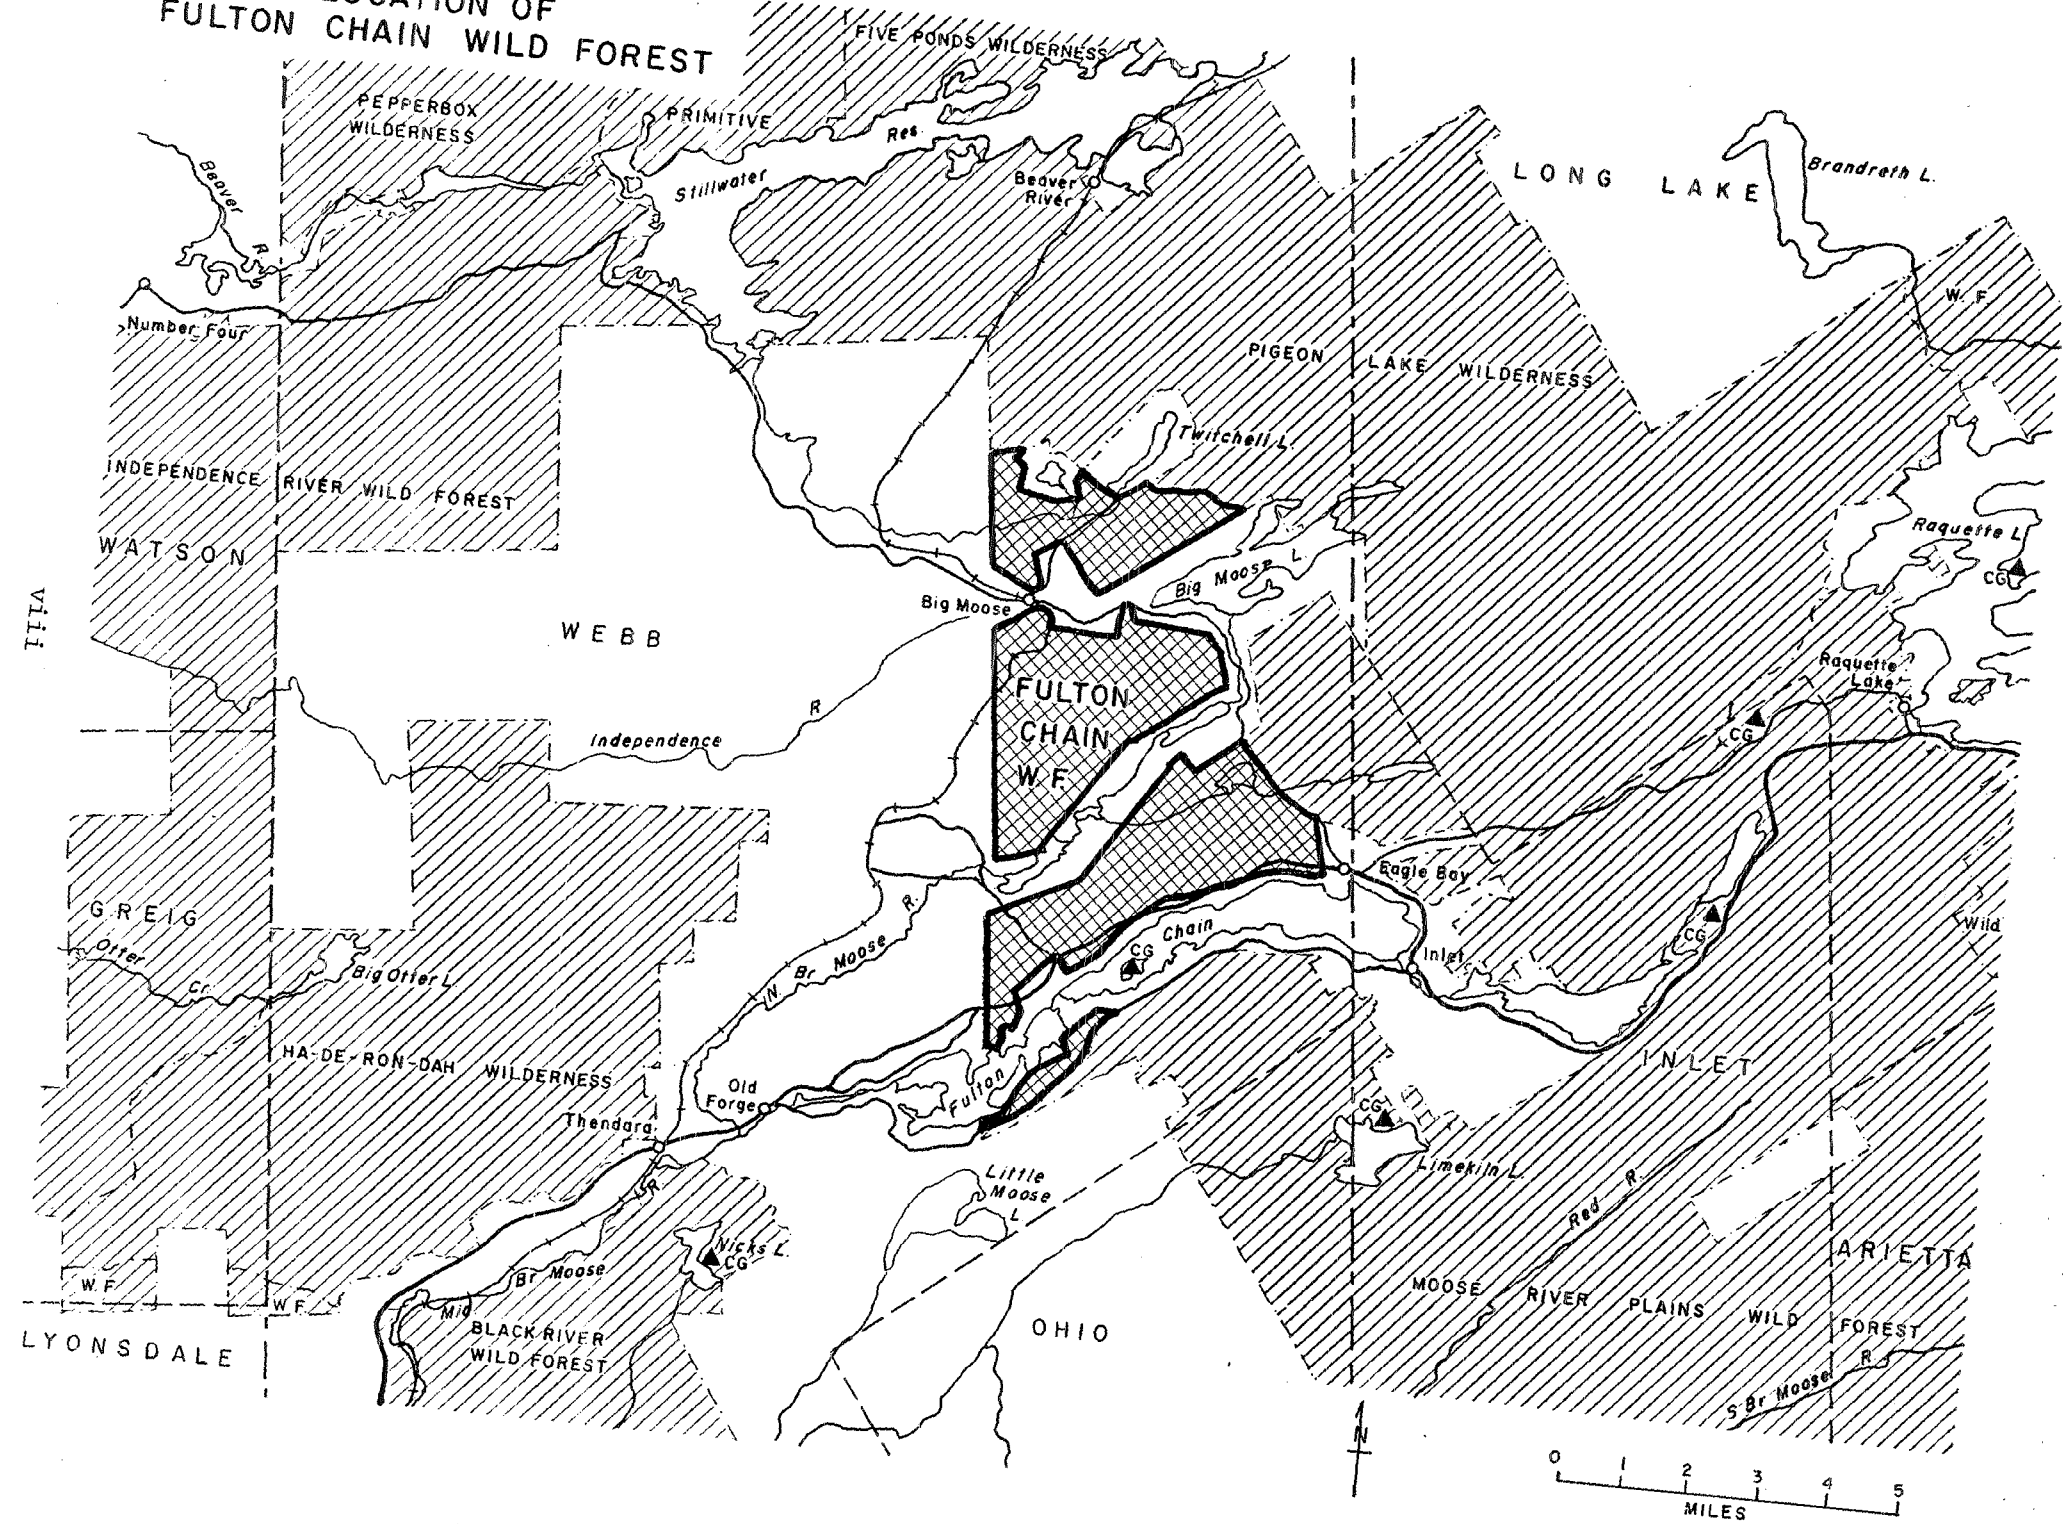 LOCATION OF
FULTON CHAIN WILD FOREST
FIVE PONDS WILDERNESS
PEPPERBOX
WILDERNESS
PRIMITIVE
Res.
Stillwater
Beaver
River
Beaver
R.
LONG LAKE
Brandreth L.
W. F.
Number Four
PIGEON LAKE WILDERNESS
Twitchell L.
INDEPENDENCE RIVER WILD FOREST
WATSON
Raquette L.
CG
Big Moose L.
Big Moose
viii
WEBB
Raquette
Lake
FULTON
CHAIN
W. F.
Independence R
CG
Eagle Bay
GREIG
Otter
Cr.
Big Otter L.
N. Br Moose R.
Chain
CG
Inlet
CG
Wild
HA-DE-RON-DAH WILDERNESS
INLET
Old
Forge
Fulton
Thendara
CG
Limekiln L.
Little
Moose
L
R
Red R.
Nicks L.
CG
ARIETTA
W F
W F
Mid Br Moose
MOOSE RIVER PLAINS WILD FOREST
BLACK RIVER
WILD FOREST
OHIO
LYONSDALE
S Br Moose R
N
0 1 2 3 4 5
MILES